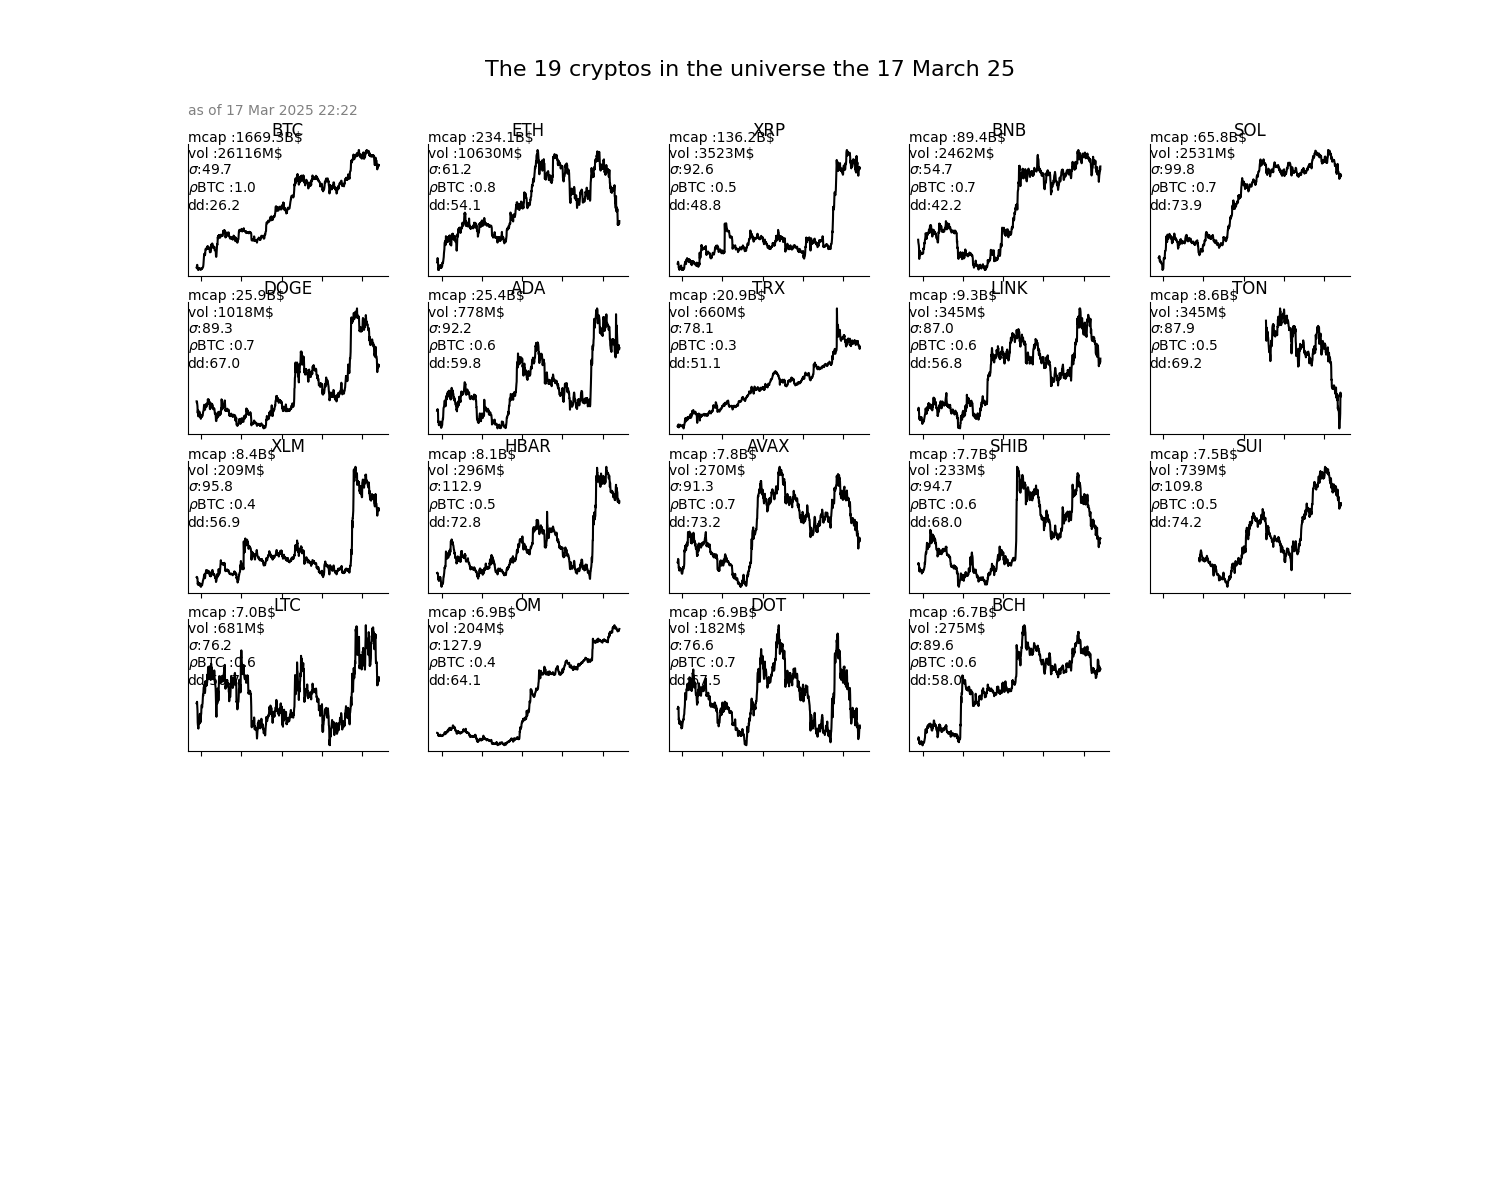 The 19 cryptos in the universe the 17 March 25
as of 17 Mar 2025 22:22
BTC
mcap :1669.3B$
vol :26116M$
σ:49.7
ρBTC :1.0
dd:26.2
ETH
mcap :234.1B$
vol :10630M$
σ:61.2
ρBTC :0.8
dd:54.1
XRP
mcap :136.2B$
vol :3523M$
σ:92.6
ρBTC :0.5
dd:48.8
BNB
mcap :89.4B$
vol :2462M$
σ:54.7
ρBTC :0.7
dd:42.2
SOL
mcap :65.8B$
vol :2531M$
σ:99.8
ρBTC :0.7
dd:73.9
DOGE
mcap :25.9B$
vol :1018M$
σ:89.3
ρBTC :0.7
dd:67.0
ADA
mcap :25.4B$
vol :778M$
σ:92.2
ρBTC :0.6
dd:59.8
TRX
mcap :20.9B$
vol :660M$
σ:78.1
ρBTC :0.3
dd:51.1
LINK
mcap :9.3B$
vol :345M$
σ:87.0
ρBTC :0.6
dd:56.8
TON
mcap :8.6B$
vol :345M$
σ:87.9
ρBTC :0.5
dd:69.2
XLM
mcap :8.4B$
vol :209M$
σ:95.8
ρBTC :0.4
dd:56.9
HBAR
mcap :8.1B$
vol :296M$
σ:112.9
ρBTC :0.5
dd:72.8
AVAX
mcap :7.8B$
vol :270M$
σ:91.3
ρBTC :0.7
dd:73.2
SHIB
mcap :7.7B$
vol :233M$
σ:94.7
ρBTC :0.6
dd:68.0
SUI
mcap :7.5B$
vol :739M$
σ:109.8
ρBTC :0.5
dd:74.2
LTC
mcap :7.0B$
vol :681M$
σ:76.2
ρBTC :0.6
OM
mcap :6.9B$
vol :204M$
σ:127.9
ρBTC :0.4
dd:64.1
DOT
mcap :6.9B$
vol :182M$
σ:76.6
ρBTC :0.7
dd:67.5
BCH
mcap :6.7B$
vol :275M$
σ:89.6
ρBTC :0.6
dd:58.0